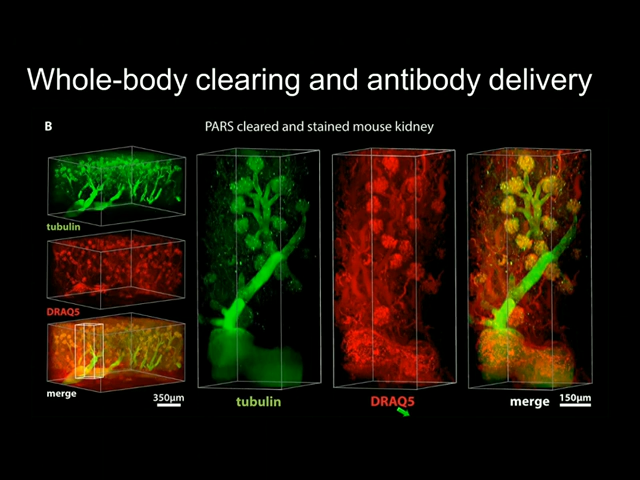 Whole-body clearing and antibody delivery
B
PARS cleared and stained mouse kidney
tubulin
DRAQ5
merge
350µm
tubulin
DRAQ5
merge
150µm